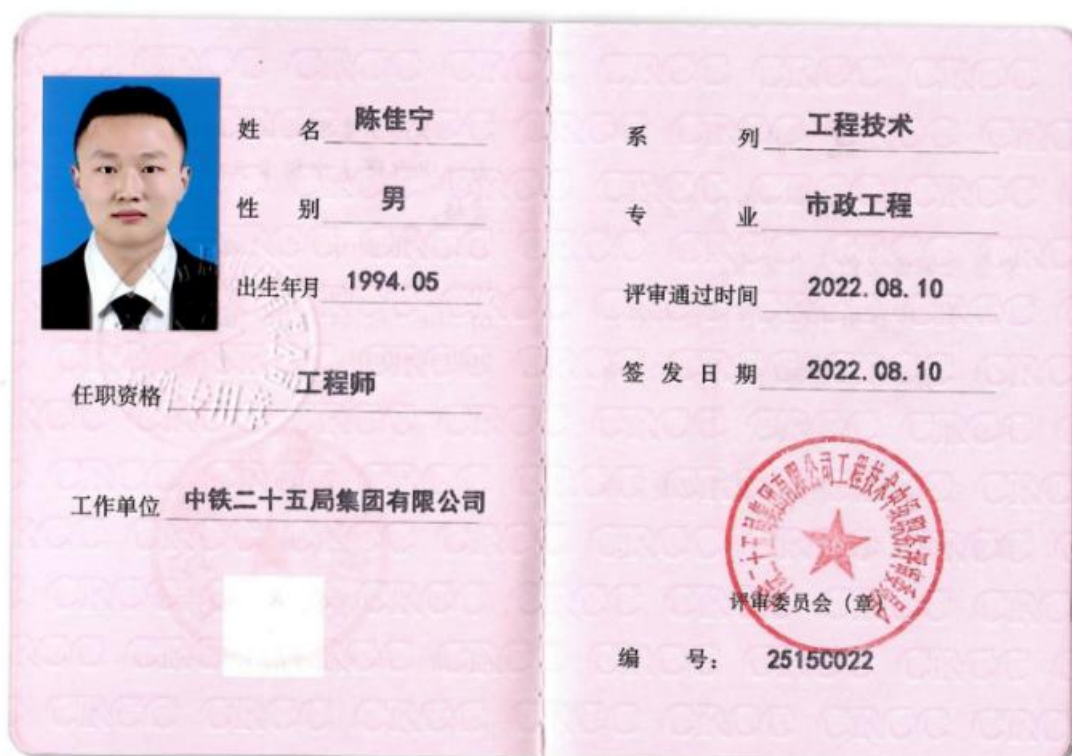 姓 名 陈佳宁
性 别 男
出生年月 1994.05
任职资格 工程师
工作单位 中铁二十五局集团有限公司
系 列 工程技术
专 业 市政工程
评审通过时间 2022.08.10
签发日期 2022.08.10
评审委员会（章）
编 号： 2515C022